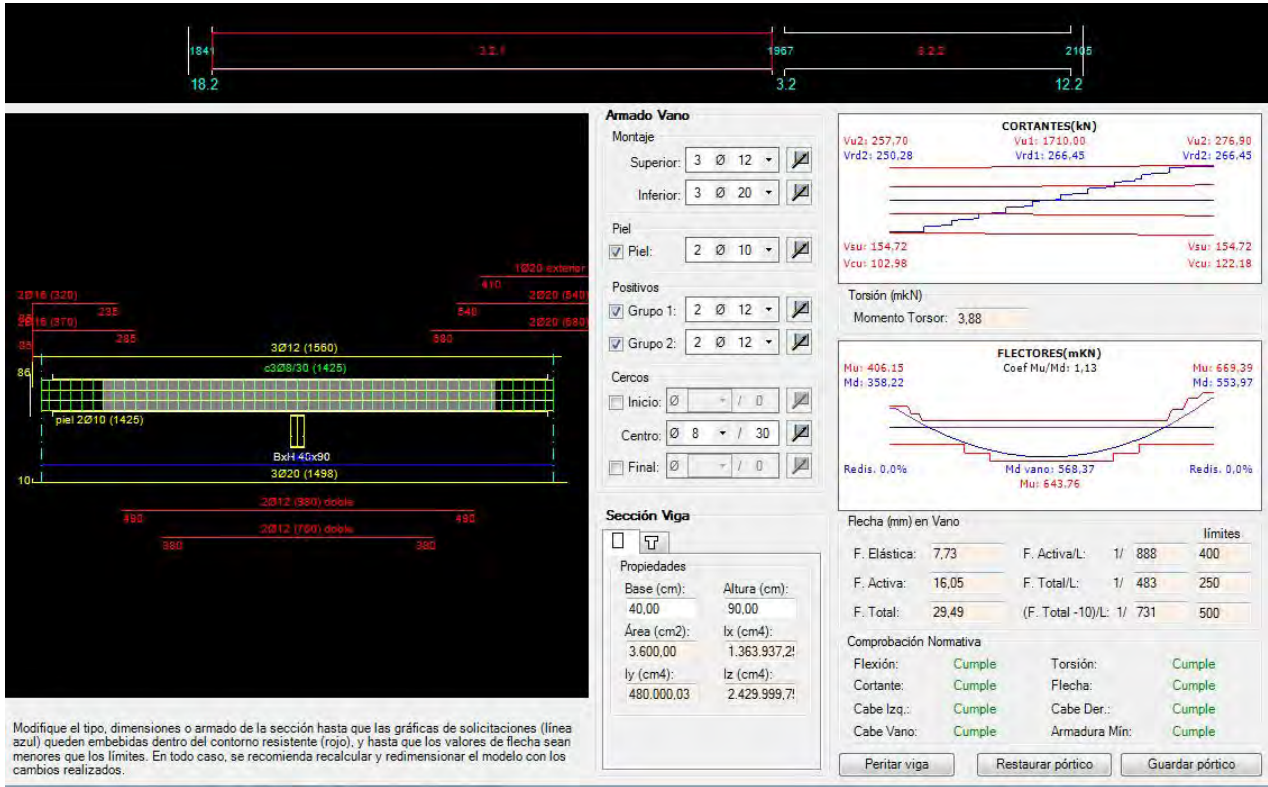 1841 3.2.1 1967 3.2.2 2105
18.2 3.2 12.2
1Ø20 exterior
410
2Ø16 (320) 2Ø20 (540)
235 540
2Ø16 (370) 2Ø20 (680)
35 285 580
3Ø12 (1560)
c3Ø8/30 (1425)
86
piel 2Ø10 (1425)
BxH 40x90
3Ø20 (1498)
10
2Ø12 (980) doble
490 490
2Ø12 (760) doble
380 380
Modifique el tipo, dimensiones o armado de la sección hasta que las gráficas de solicitaciones (línea
azul) queden embebidas dentro del contorno resistente (rojo), y hasta que los valores de flecha sean
menores que los límites. En todo caso, se recomienda recalcular y redimensionar el modelo con los
cambios realizados.
Armado Vano
Montaje
Superior: 3 Ø 12
Inferior: 3 Ø 20
Piel
Piel: 2 Ø 10
Positivos
Grupo 1: 2 Ø 12
Grupo 2: 2 Ø 12
Cercos
Inicio: Ø / 0
Centro: Ø 8 / 30
Final: Ø / 0
Sección Viga
Propiedades
Base (cm): Altura (cm):
40,00 90,00
Área (cm2): Ix (cm4):
3.600,00 1.363.937,2
Iy (cm4): Iz (cm4):
480.000,03 2.429.999,7
CORTANTES(kN)
Vu2: 257,70 Vu1: 1710,00 Vu2: 276,90
Vrd2: 250,28 Vrd1: 266,45 Vrd2: 266,45
Vsu: 154,72 Vsu: 154,72
Vcu: 102,98 Vcu: 122,18
Torsión (mkN)
Momento Torsor: 3,88
FLECTORES(mKN)
Mu: 406,15 Coef Mu/Md: 1,13 Mu: 669,39
Md: 358,22 Md: 553,97
Redis. 0,0% Md vano: 568,37 Redis. 0,0%
Mu: 643,76
Flecha (mm) en Vano
límites
F. Elástica: 7,73 F. Activa/L: 1/ 888 400
F. Activa: 16,05 F. Total/L: 1/ 483 250
F. Total: 29,49 (F. Total -10)/L: 1/ 731 500
Comprobación Normativa
Flexión: Cumple Torsión: Cumple
Cortante: Cumple Flecha: Cumple
Cabe Izq.: Cumple Cabe Der.: Cumple
Cabe Vano: Cumple Armadura Mín: Cumple
Peritar viga Restaurar pórtico Guardar pórtico